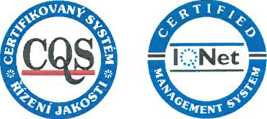 CERTIFIKOVANÝ SYSTÉM
CQS
ŘÍZENÍ JAKOSTI
CERTIFIED
IQNet
MANAGEMENT SYSTEM